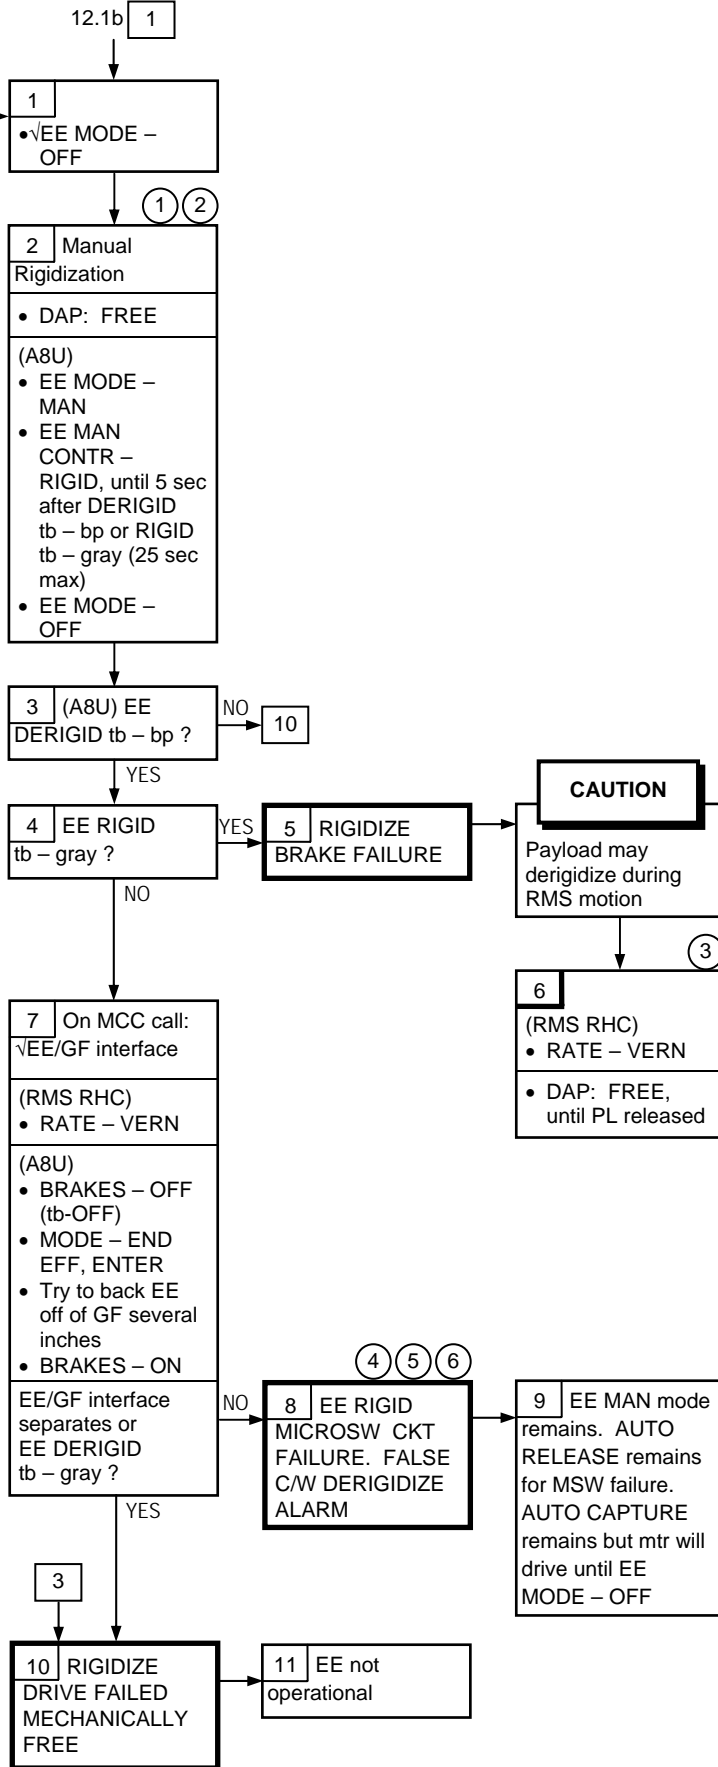 12.1b 1
1
•√EE MODE –
OFF
1 2
2 Manual
Rigidization
• DAP: FREE
(A8U)
• EE MODE –
MAN
• EE MAN
CONTR –
RIGID, until 5 sec
after DERIGID
tb – bp or RIGID
tb – gray (25 sec
max)
• EE MODE –
OFF
3 (A8U) EE
DERIGID tb – bp ?
NO
10
YES
4 EE RIGID
tb – gray ?
YES
5 RIGIDIZE
BRAKE FAILURE
CAUTION
Payload may
derigidize during
RMS motion
NO
3
6
(RMS RHC)
• RATE – VERN
• DAP: FREE,
until PL released
7 On MCC call:
√EE/GF interface
(RMS RHC)
• RATE – VERN
(A8U)
• BRAKES – OFF
(tb-OFF)
• MODE – END
EFF, ENTER
• Try to back EE
off of GF several
inches
• BRAKES – ON
EE/GF interface
separates or
EE DERIGID
tb – gray ?
NO
4 5 6
8 EE RIGID
MICROSW CKT
FAILURE. FALSE
C/W DERIGIDIZE
ALARM
9 EE MAN mode
remains. AUTO
RELEASE remains
for MSW failure.
AUTO CAPTURE
remains but mtr will
drive until EE
MODE – OFF
YES
3
10 RIGIDIZE
DRIVE FAILED
MECHANICALLY
FREE
11 EE not
operational